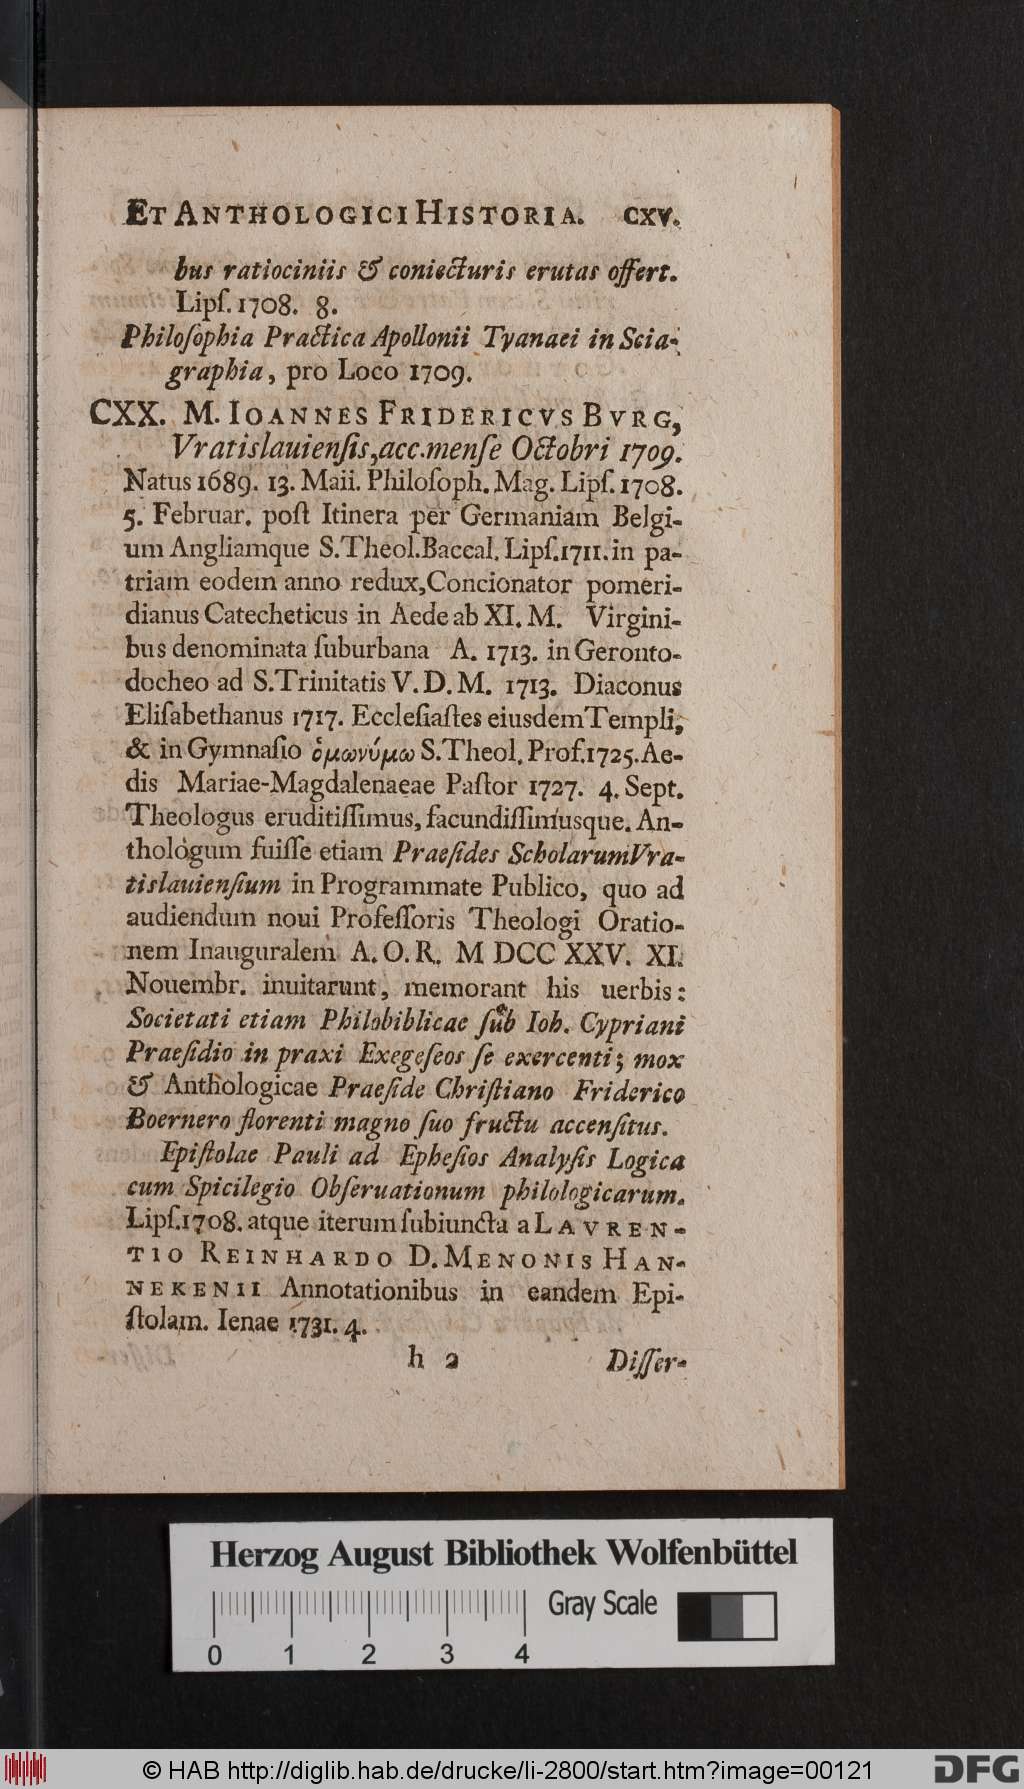 ET ANTHOLOGICI HISTORIA. CXV.
bus ratiociniis & coniecturis erutas offert.
Lipſ. 1708. 8.
Philoſophia Practica Apollonii Tyanaei in Scia-
graphia, pro Loco 1709.
CXX. M. IOANNES FRIDERICVS BVRG,
Vratislauienſis, acc. menſe Octobri 1709.
Natus 1689. 13. Maii. Philoſoph. Mag. Lipſ. 1708.
5. Februar. poſt Itinera per Germaniam Belgi-
um Angliamque S. Theol. Baccal. Lipſ. 1711. in pa-
triam eodem anno redux, Concionator pomeri-
dianus Catecheticus in Aede ab XI. M. Virgini-
bus denominata ſuburbana A. 1713. in Geronto-
docheo ad S. Trinitatis V. D. M. 1713. Diaconus
Eliſabethanus 1717. Eccleſiaſtes eiusdem Templi,
& in Gymnaſio ὁμωνύμω S. Theol. Prof. 1725. Ae-
dis Mariae-Magdalenaeae Paſtor 1727. 4. Sept.
Theologus eruditiſſimus, facundiſſimusque. An-
thologum fuiſſe etiam Praeſides Scholarum Vra-
tislauienſium in Programmate Publico, quo ad
audiendum noui Profeſſoris Theologi Oratio-
nem Inauguralem A. O. R. M DCC XXV. XI.
Nouembr. inuitarunt, memorant his uerbis:
Societati etiam Philobiblicae ſub Ioh. Cypriani
Praeſidio in praxi Exegeſeos ſe exercenti; mox
& Anthologicae Praeſide Chriſtiano Friderico
Boernero florenti magno ſuo fructu accenſitus.
Epiſtolae Pauli ad Epheſios Analyſis Logica
cum Spicilegio Obſeruationum philologicarum.
Lipſ. 1708. atque iterum ſubiuncta a LAVREN-
TIO REINHARDO D. MENONIS HAN-
NEKENII Annotationibus in eandem Epi-
ſtolam. Ienae 1731. 4.
h 2 Diſſer-
Herzog August Bibliothek Wolfenbüttel
Gray Scale
0 1 2 3 4
© HAB http://diglib.hab.de/drucke/li-2800/start.htm?image=00121
DFG